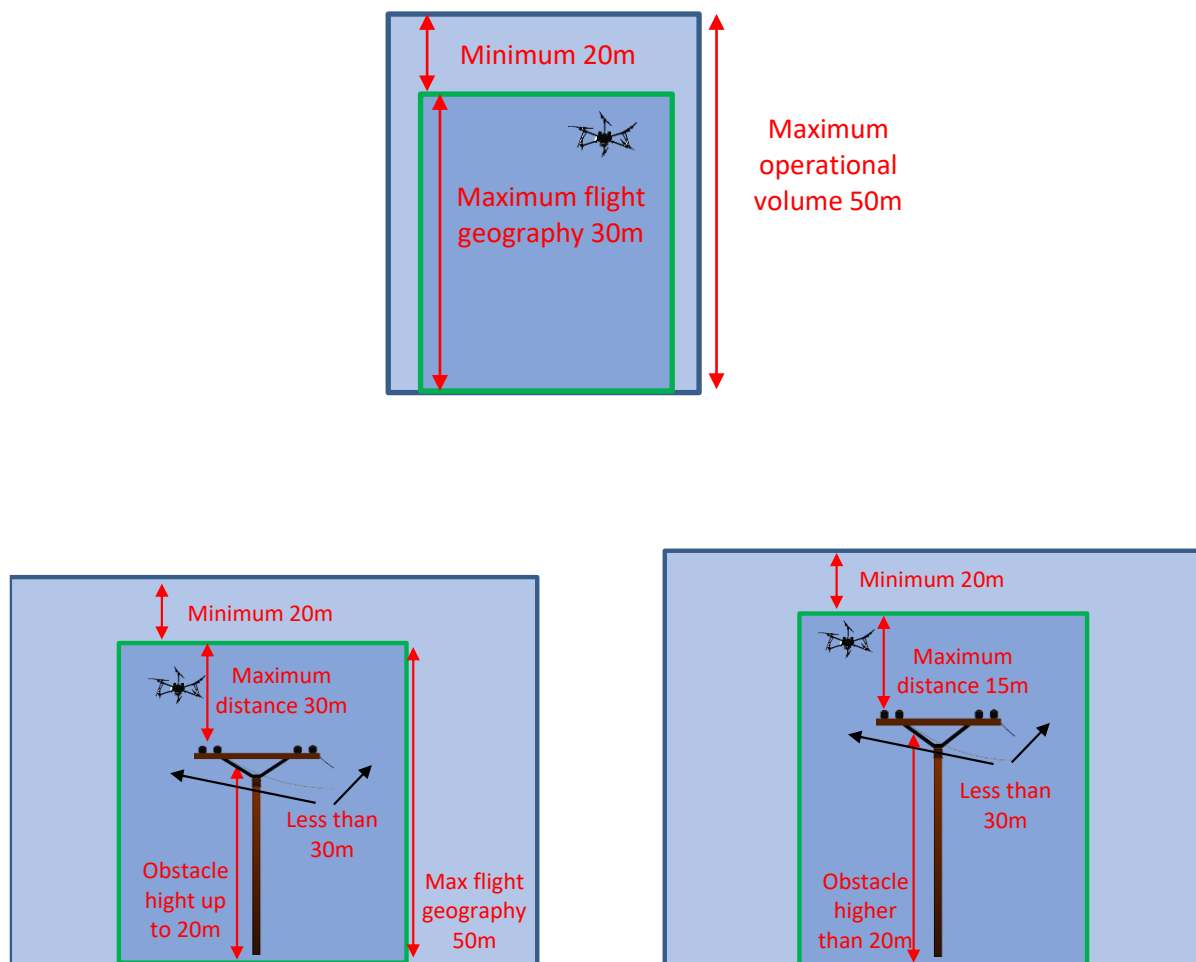 Minimum 20m
Maximum flight
geography 30m
Maximum
operational
volume 50m
Minimum 20m
Maximum
distance 30m
Less than
30m
Obstacle
hight up
to 20m
Max flight
geography
50m
Minimum 20m
Maximum
distance 15m
Less than
30m
Obstacle
higher
than 20m